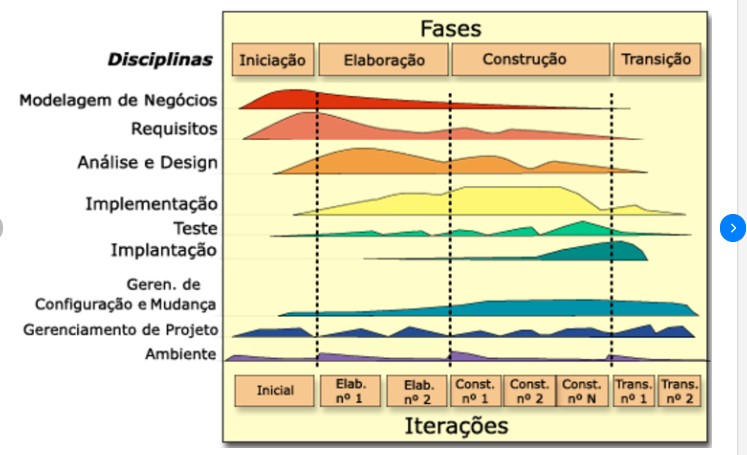 Fases
Disciplinas
Iniciação
Elaboração
Construção
Transição
Modelagem de Negócios
Requisitos
Análise e Design
Implementação
Teste
Implantação
Geren. de
Configuração e Mudança
Gerenciamento de Projeto
Ambiente
Inicial
Elab.
nº 1
Elab.
nº 2
Const.
nº 1
Const.
nº 2
Const.
nº N
Trans.
nº 1
Trans.
nº 2
Iterações